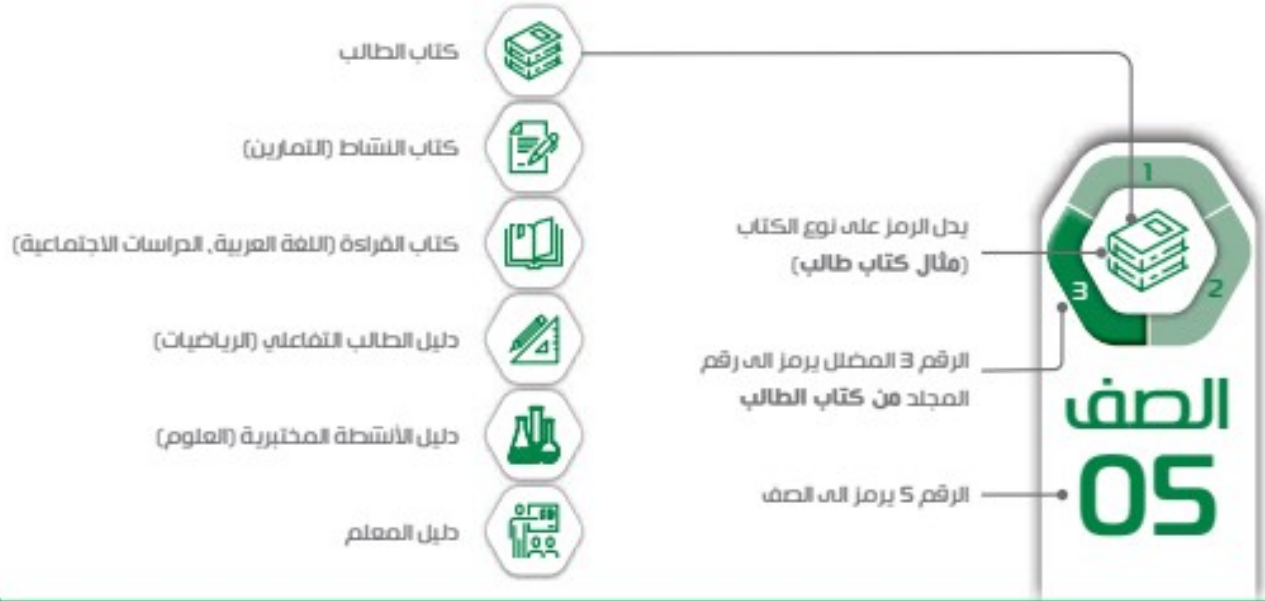 1
2
3
الصف
05
يدل الرمز على نوع الكتاب
(مثال كتاب طالب)
الرقم 3 المضلل يرمز الى رقم
المجلد من كتاب الطالب
الرقم 5 يرمز الى الصف
كتاب الطالب
كتاب النشاط (التمارين)
كتاب القراءة (اللغة العربية, الدراسات الاجتماعية)
دليل الطالب التفاعلي (الرياضيات)
دليل الأنشطة المختبرية (العلوم)
دليل المعلم